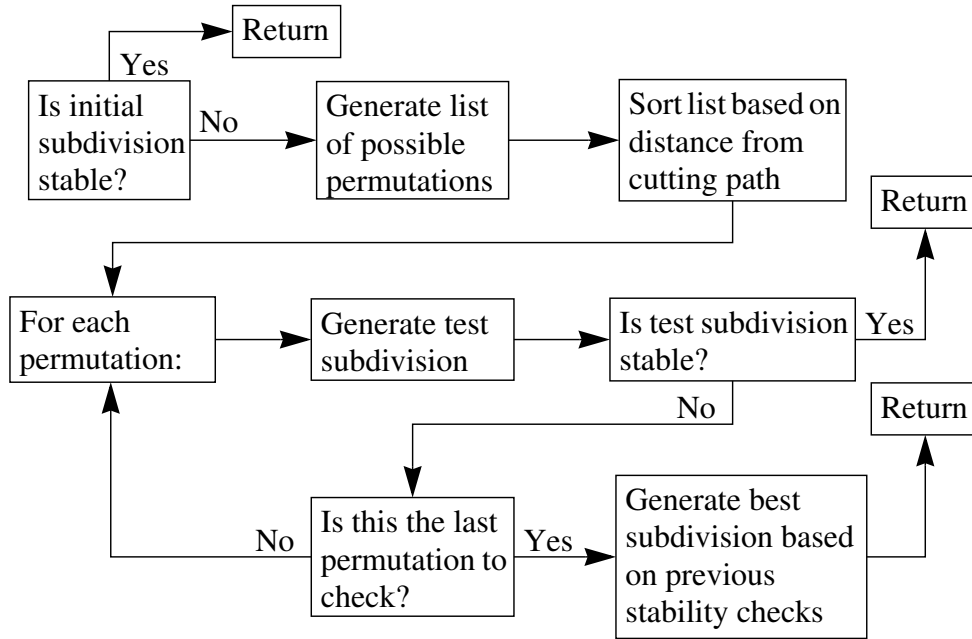 Return
Yes
Is initial
subdivision
stable?
No
Generate list
of possible
permutations
Sort list based on
distance from
cutting path
Return
For each
permutation:
Generate test
subdivision
Is test subdivision
stable?
Yes
No
Return
Is this the last
permutation to
check?
No
Yes
Generate best
subdivision based
on previous
stability checks